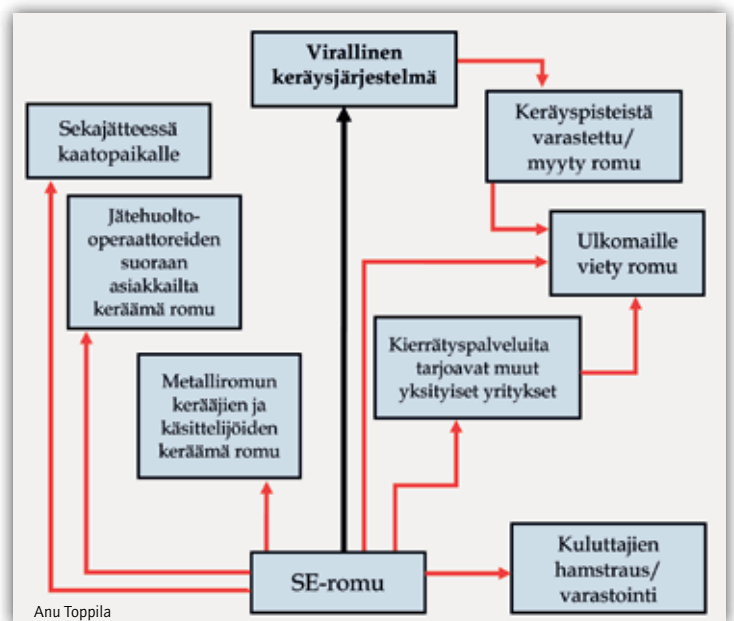 Virallinen
keräysjärjestelmä
Sekajätteessä
kaatopaikalle
Keräyspisteistä
varastettu/
myyty romu
Jätehuolto-
operaattoreiden
suoraan
asiakkailta
keräämä romu
Ulkomaille
viety romu
Kierrätyspalveluita
tarjoavat muut
yksityiset yritykset
Metalliromun
kerääjien ja
käsittelijöiden
keräämä romu
SE-romu
Kuluttajien
hamstraus/
varastointi
Anu Toppila